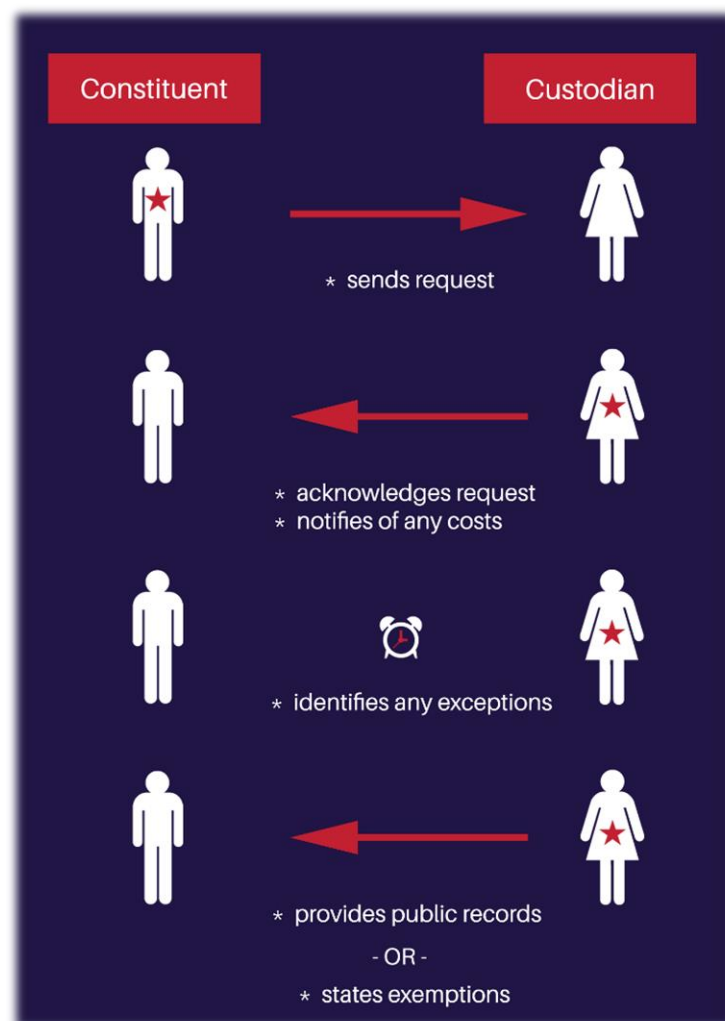 Constituent
Custodian
* sends request
* acknowledges request
* notifies of any costs
* identifies any exceptions
* provides public records
- OR -
* states exemptions